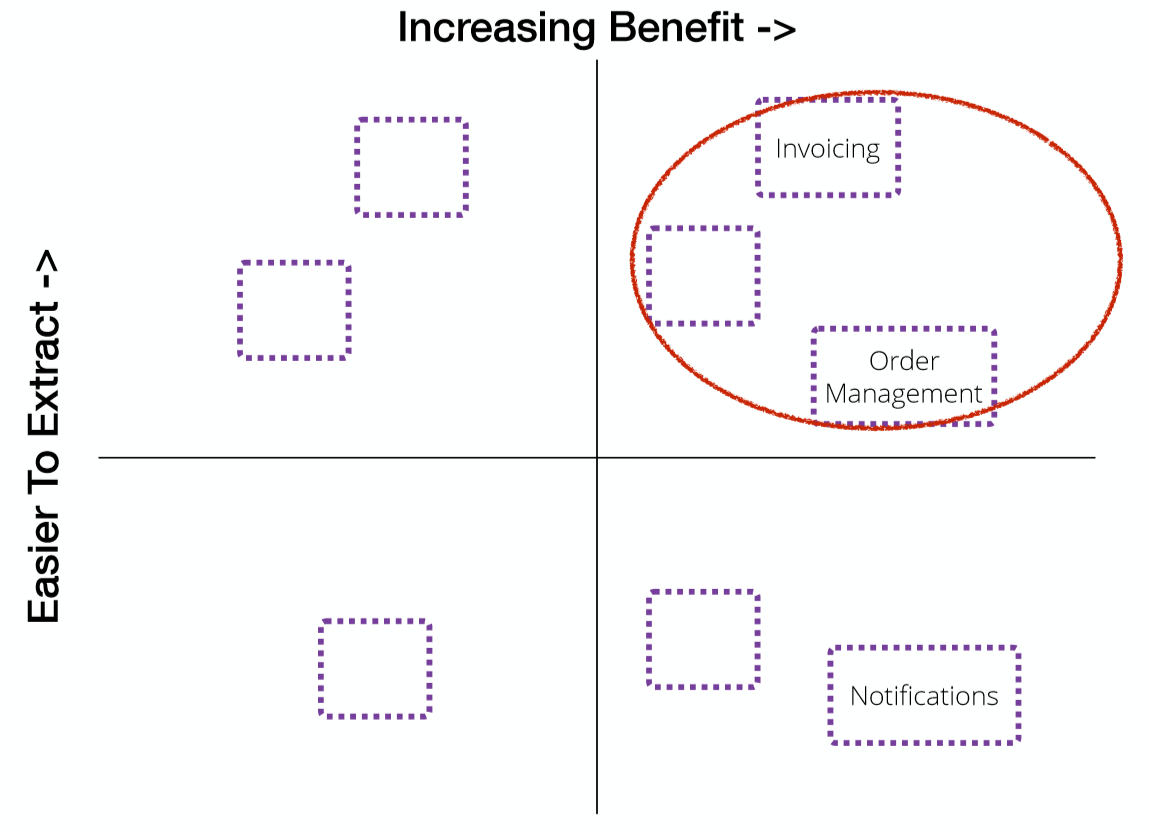 Increasing Benefit ->
Easier To Extract ->
Invoicing
Order
Management
Notifications